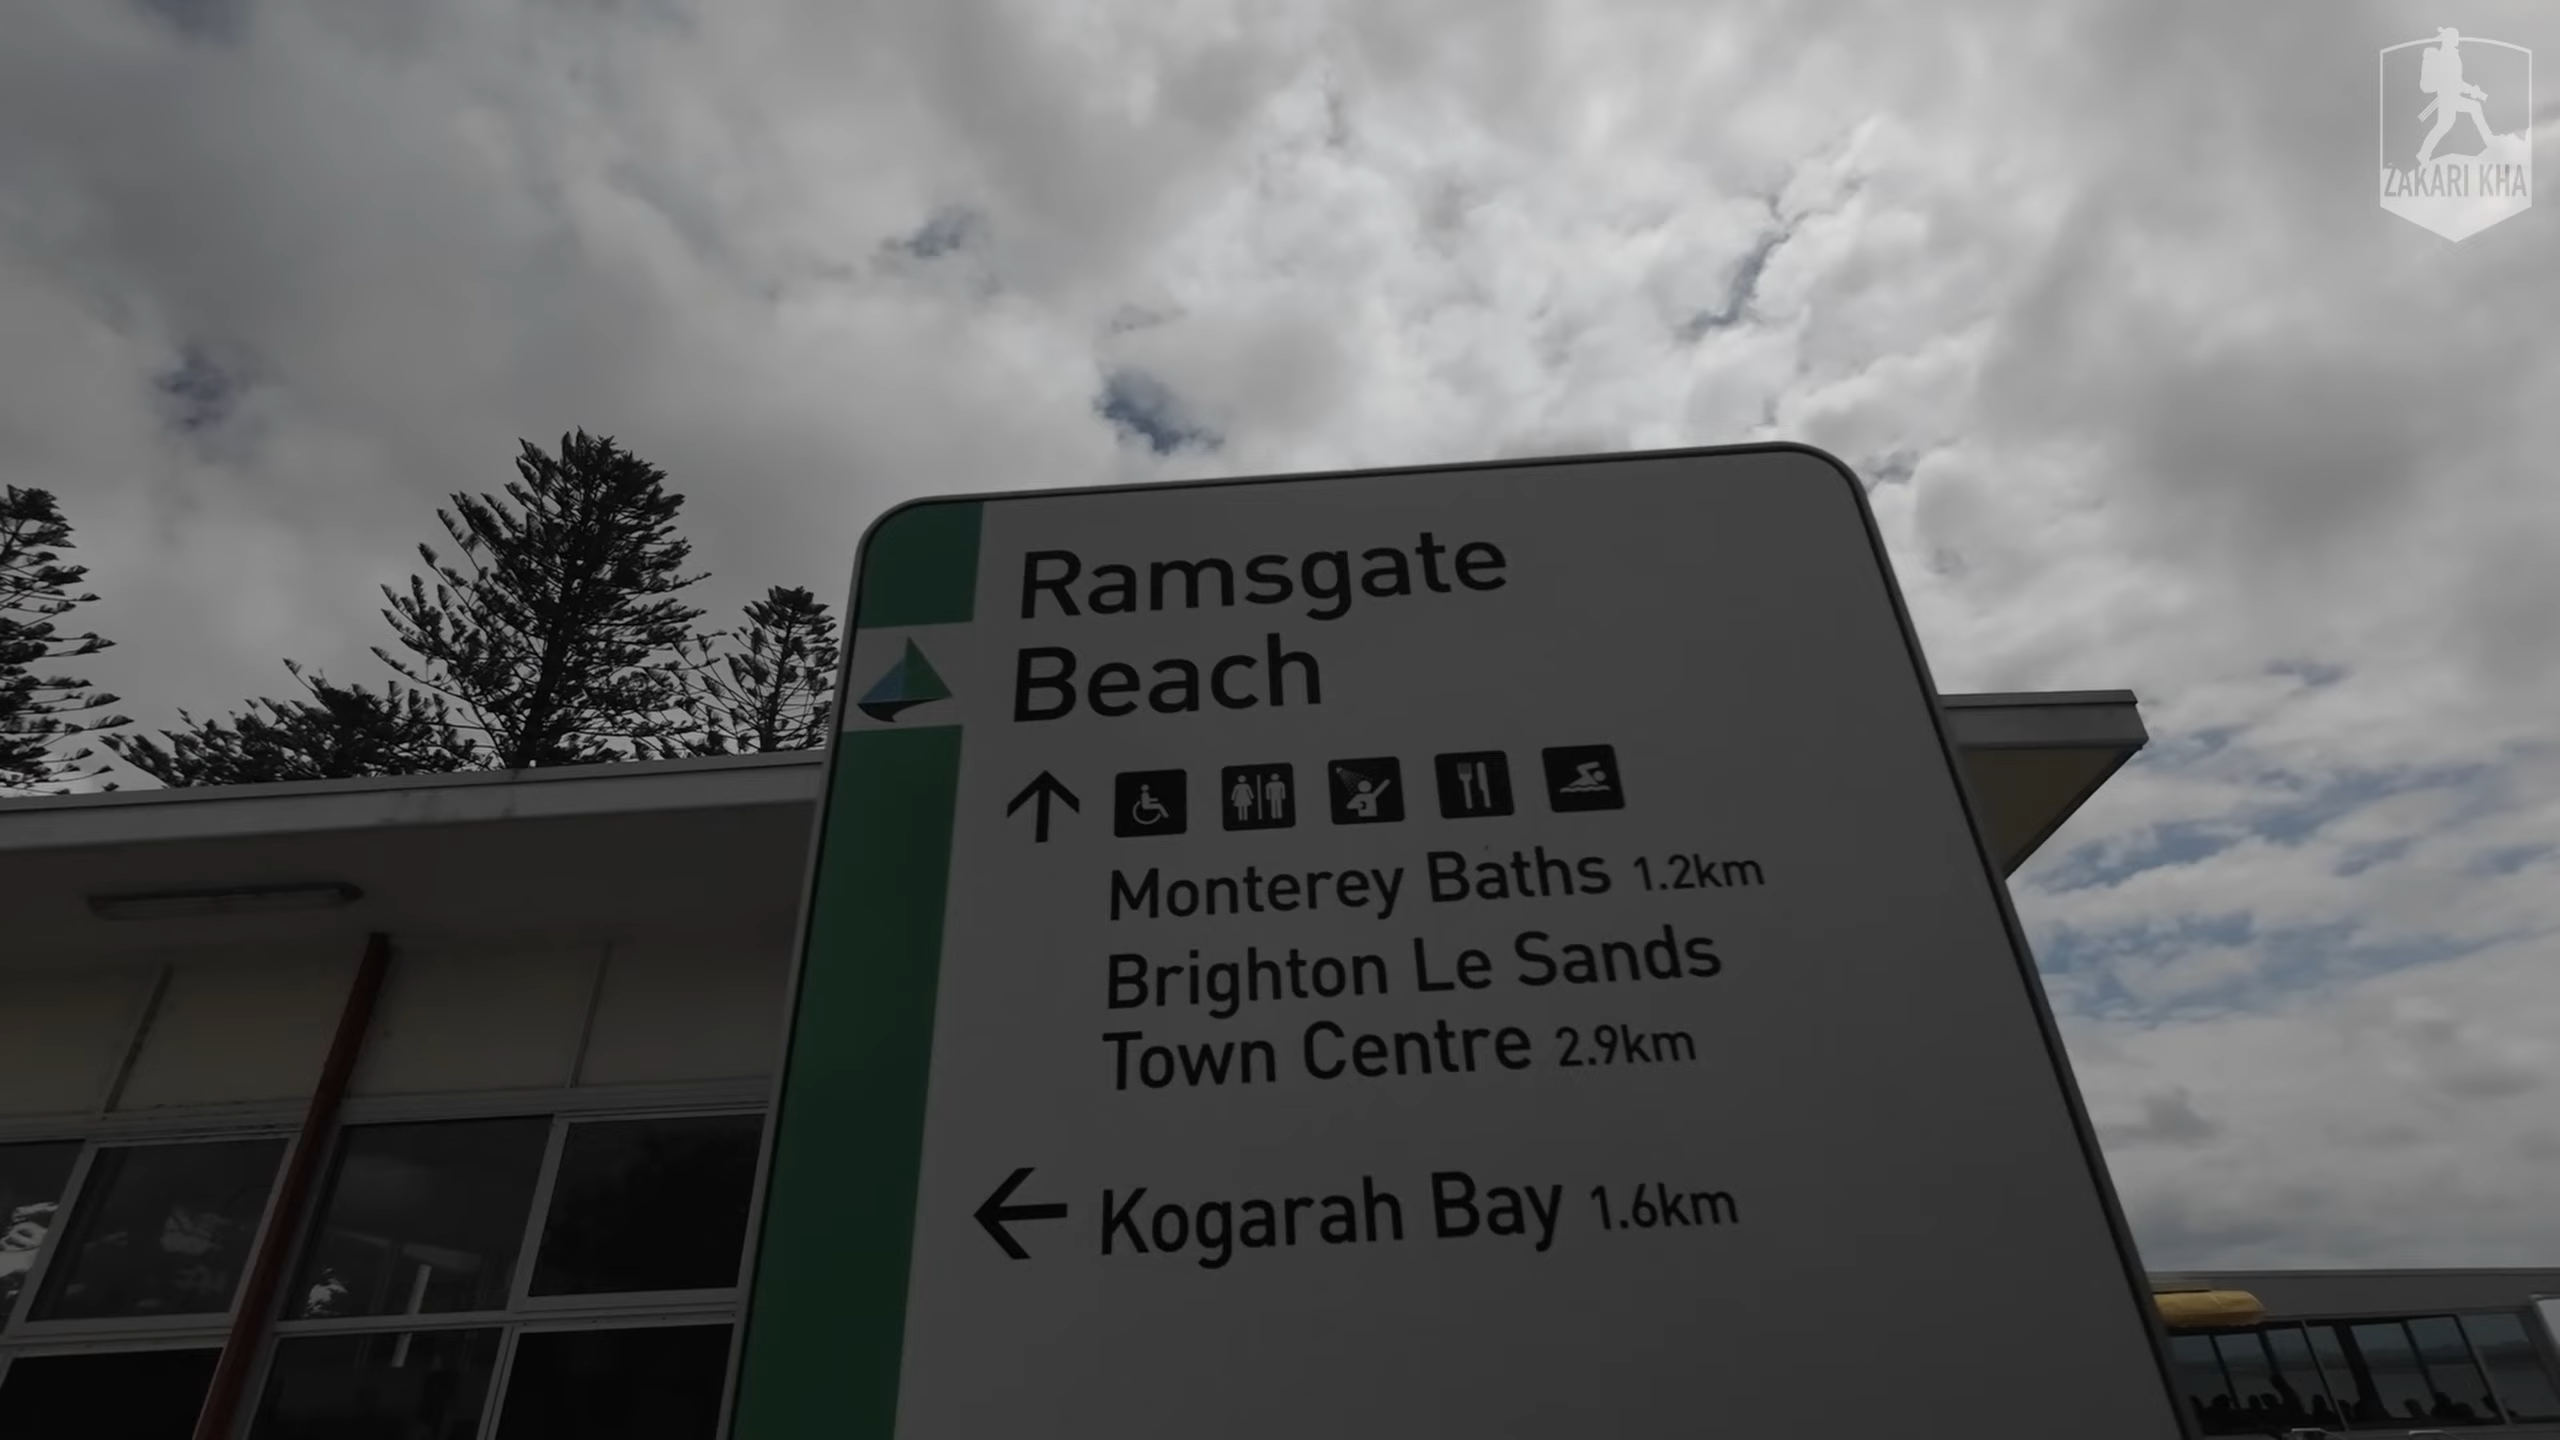 ZAKARI KHA
Ramsgate
Beach
Monterey Baths 1.2km
Brighton Le Sands
Town Centre 2.9km
Kogarah Bay 1.6km